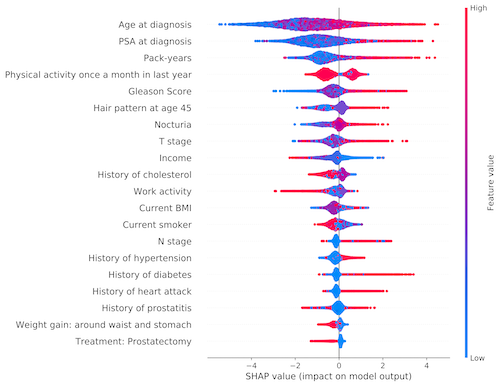 High
Age at diagnosis
PSA at diagnosis
Pack-years
Physical activity once a month in last year
Gleason Score
Hair pattern at age 45
Nocturia
T stage
Income
History of cholesterol
Work activity
Current BMI
Current smoker
N stage
History of hypertension
History of diabetes
History of heart attack
History of prostatitis
Weight gain: around waist and stomach
Treatment: Prostatectomy
Feature value
Low
−4 −2 0 2 4
SHAP value (impact on model output)